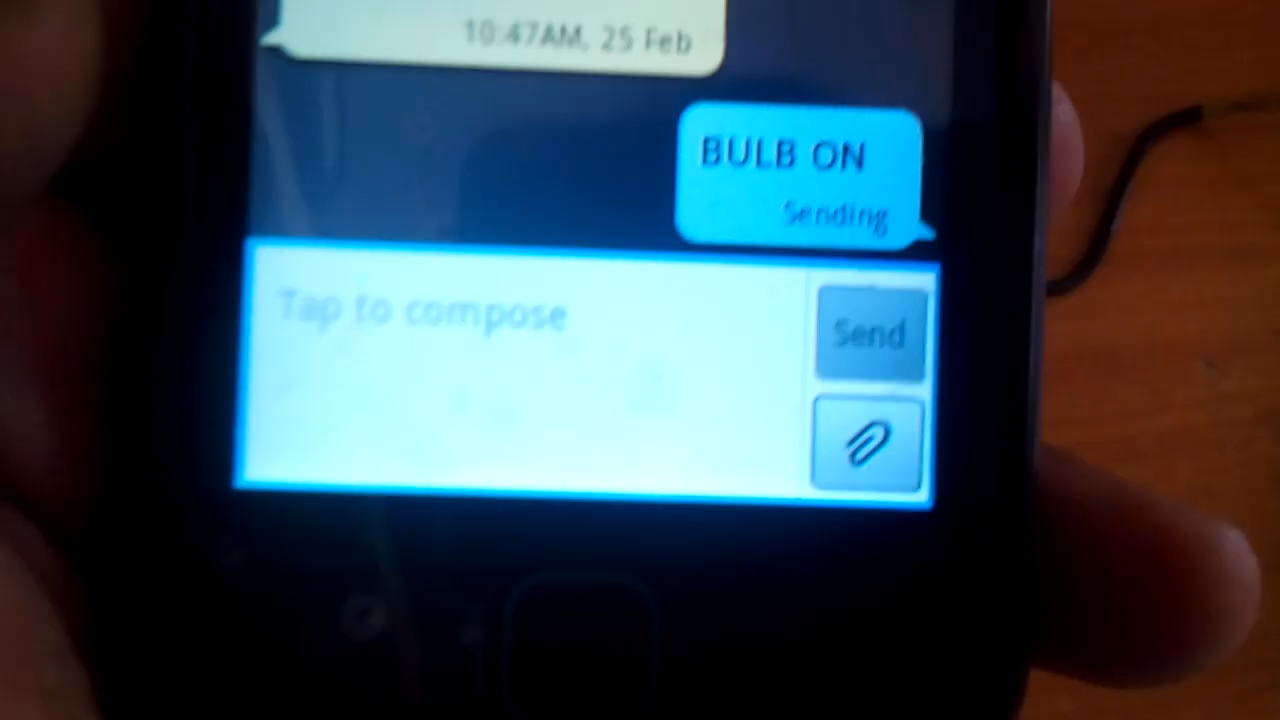 10:47AM, 25 Feb
BULB ON
Sending
Tap to compose
Send